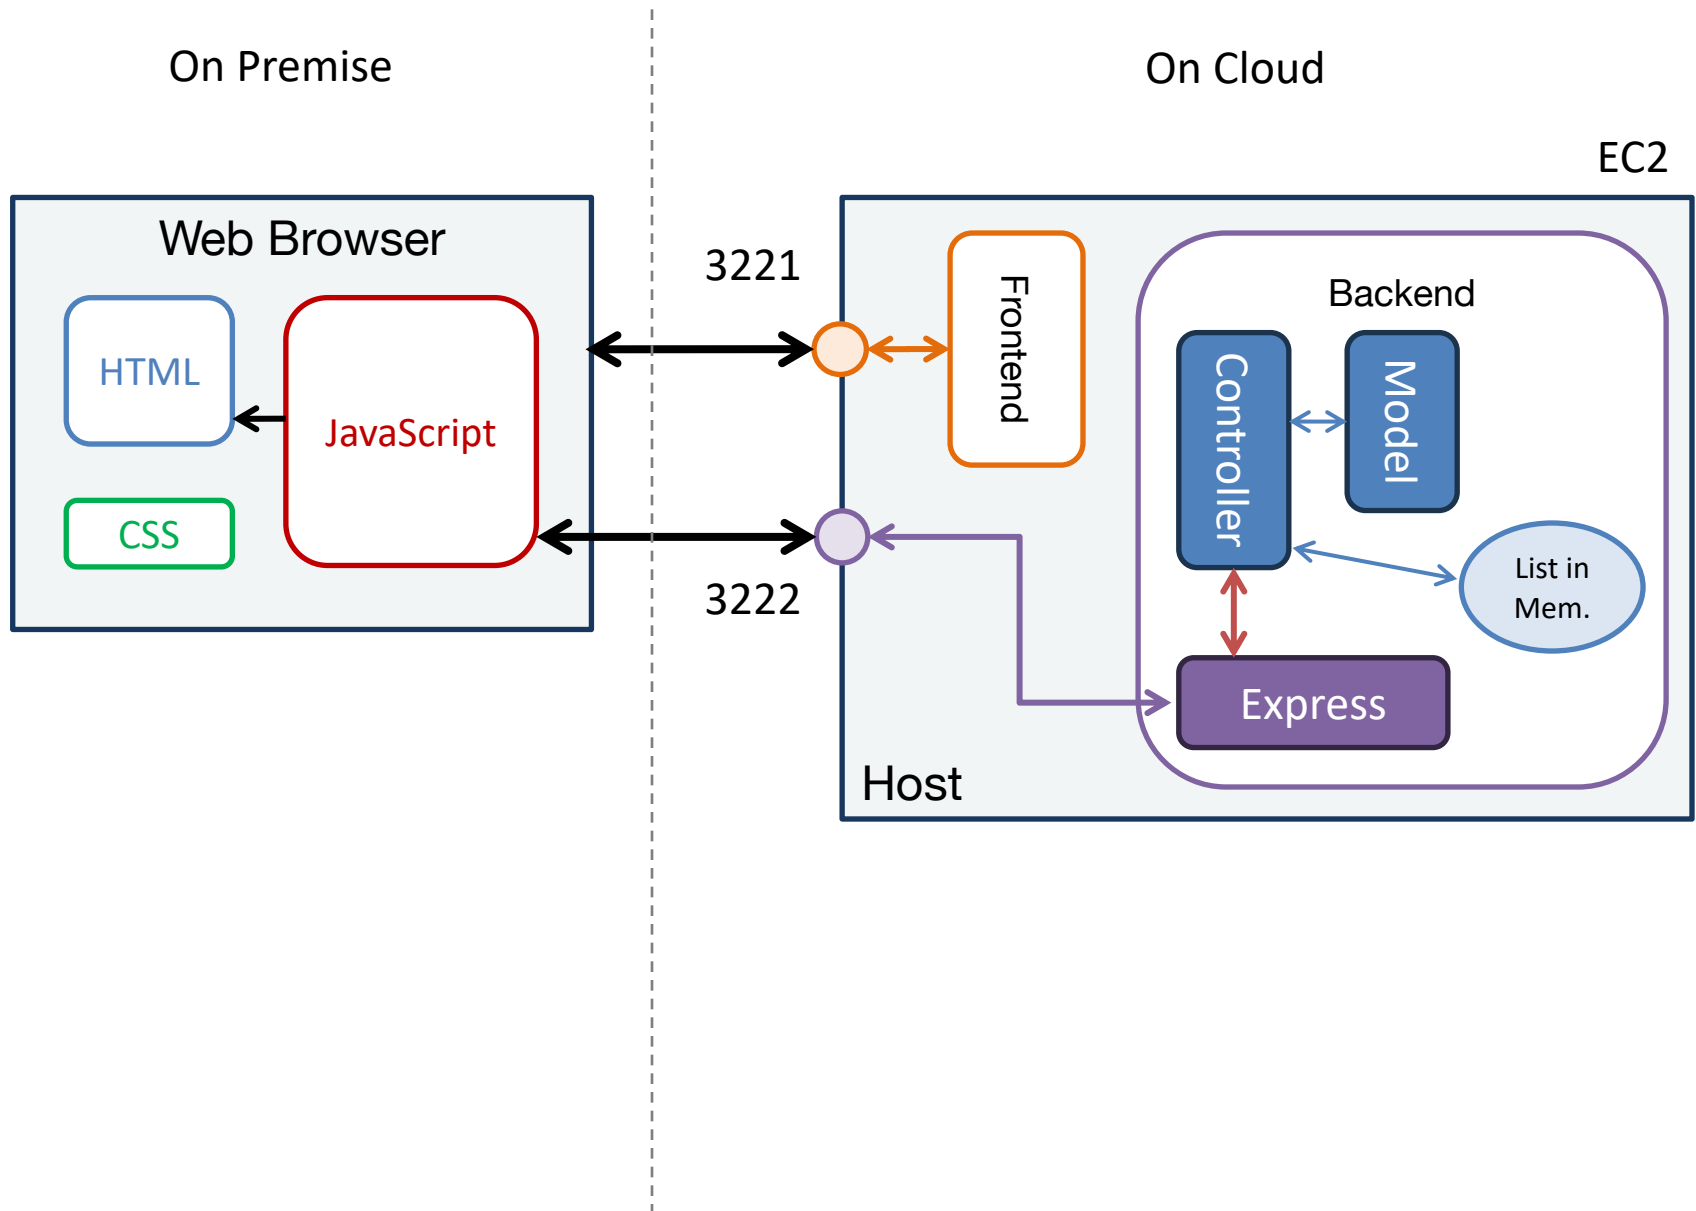 On Premise
On Cloud
EC2
Web Browser
HTML
JavaScript
CSS
3221
3222
Frontend
Backend
Controller
Model
List in
Mem.
Express
Host